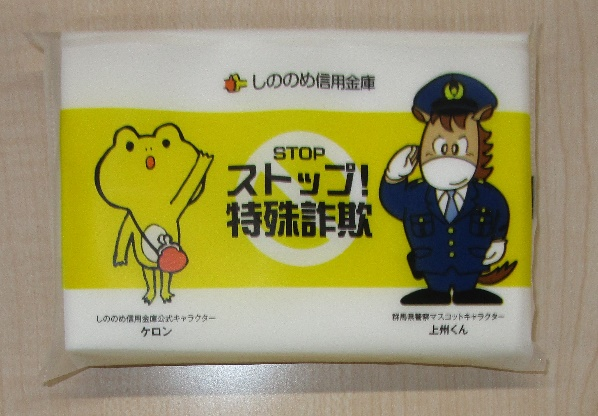 しののめ信用金庫
STOP
ストップ!
特殊詐欺
しののめ信用金庫公式キャラクター
ケロン
群馬県警察マスコットキャラクター
上州くん